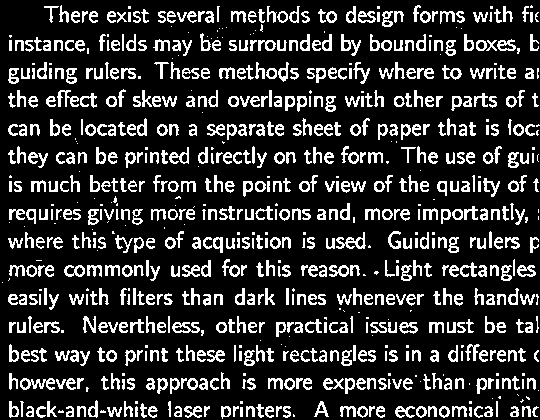 There exist several methods to design forms with
instance, fields may be surrounded by bounding boxes,
guiding rulers. These methods specify where to write
the effect of skew and overlapping with other parts of
can be located on a separate sheet of paper that is
they can be printed directly on the form. The use of
is much better from the point of view of the quality of
requires giving more instructions and, more importantly,
where this type of acquisition is used. Guiding rulers
more commonly used for this reason. Light rectangles
easily with filters than dark lines whenever the
rulers. Nevertheless, other practical issues must be
best way to print these light rectangles is in a different
however, this approach is more expensive than
black-and-white laser printers. A more economical and